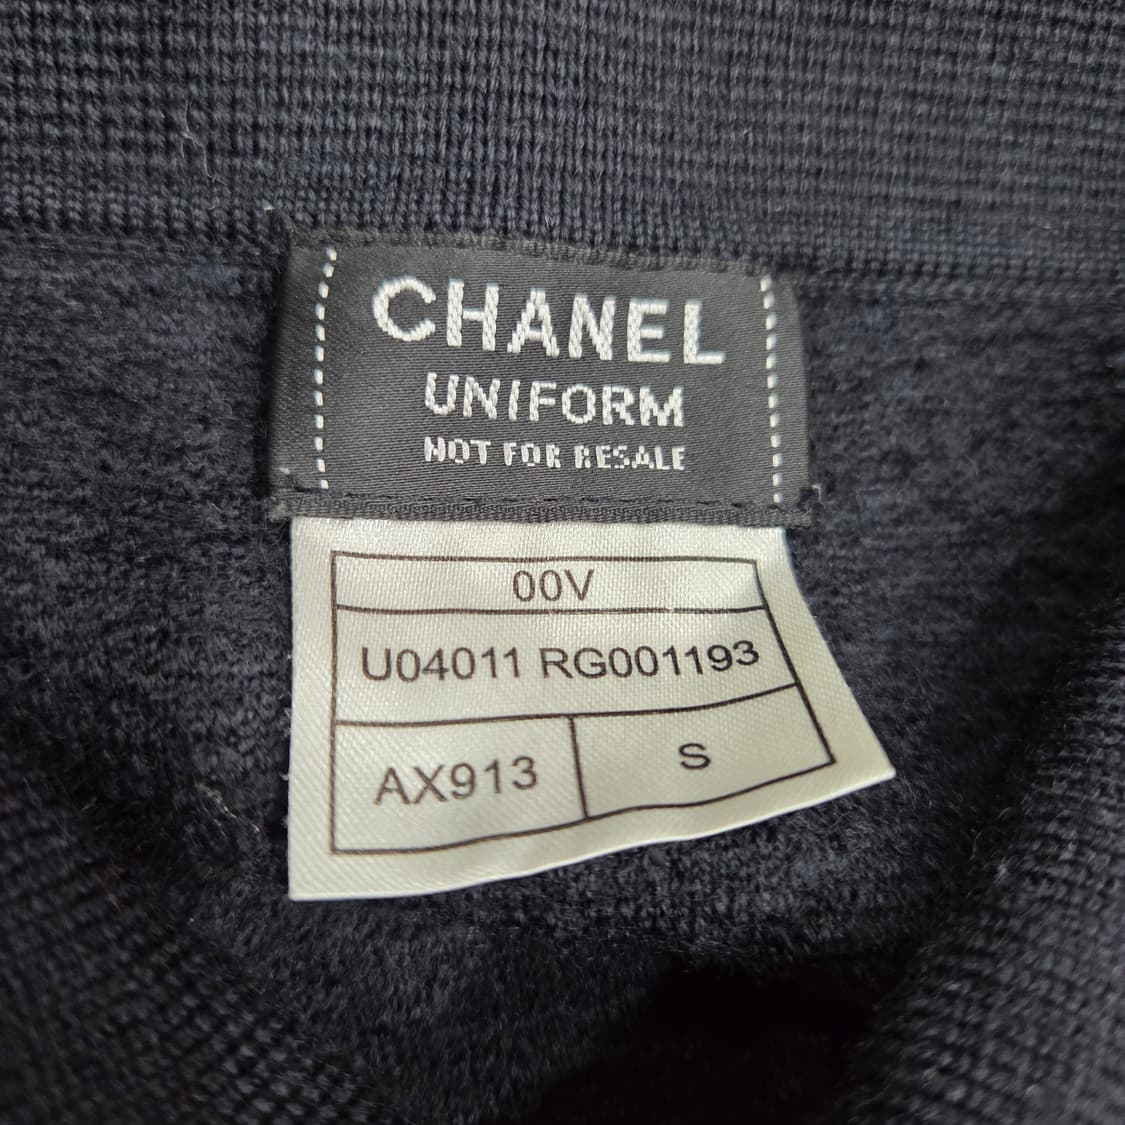 CHANEL
UNIFORM
NOT FOR RESALE
00V
U04011 RG001193
AX913 S